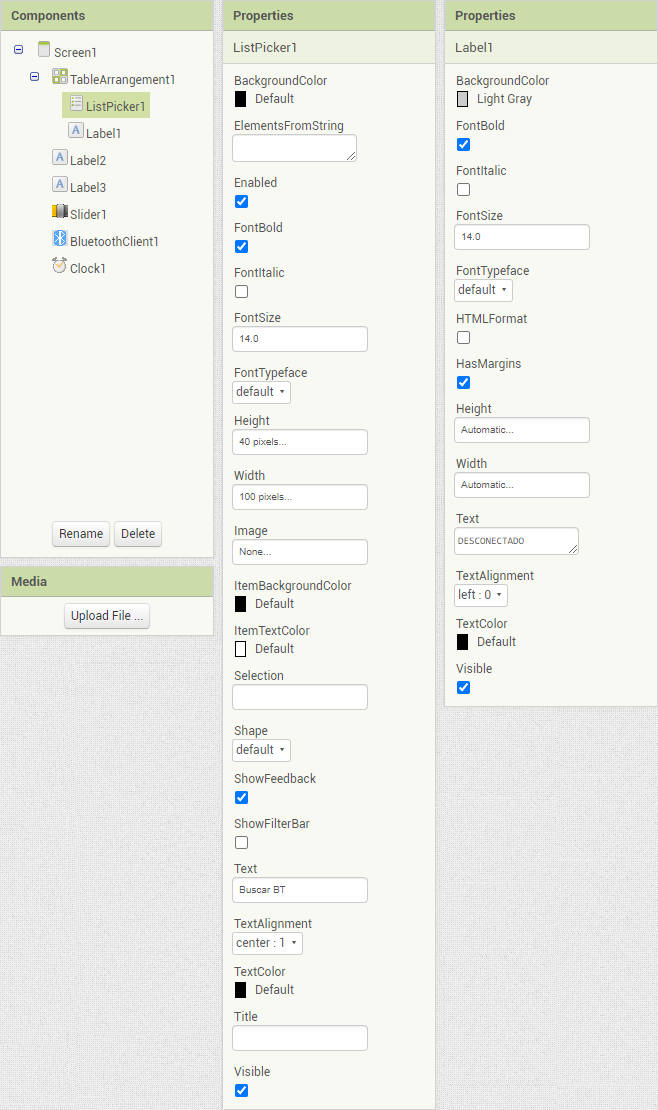 Components
Screen1
TableArrangement1
ListPicker1
Label1
Label2
Label3
Slider1
BluetoothClient1
Clock1
Rename Delete
Media
Upload File ...
Properties
ListPicker1
BackgroundColor
Default
ElementsFromString
Enabled
FontBold
FontItalic
FontSize
14.0
FontTypeface
default
Height
40 pixels...
Width
100 pixels...
Image
None...
ItemBackgroundColor
Default
ItemTextColor
Default
Selection
Shape
default
ShowFeedback
ShowFilterBar
Text
Buscar BT
TextAlignment
center : 1
TextColor
Default
Title
Visible
Properties
Label1
BackgroundColor
Light Gray
FontBold
FontItalic
FontSize
14.0
FontTypeface
default
HTMLFormat
HasMargins
Height
Automatic...
Width
Automatic...
Text
DESCONECTADO
TextAlignment
left : 0
TextColor
Default
Visible